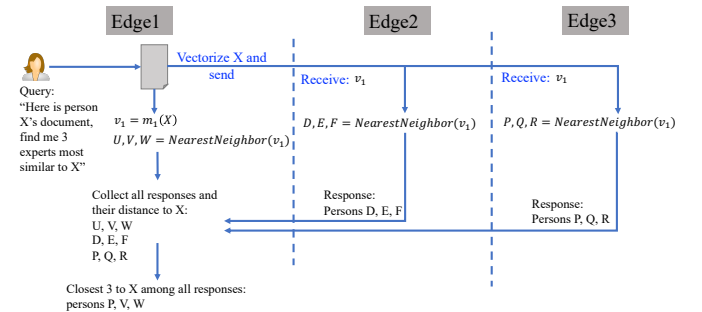 Edge1
Edge2
Edge3
Vectorize X and
send
Receive: v₁
Receive: v₁
Query:
“Here is person
X’s document,
find me 3
experts most
similar to X”
v₁ = m₁(X)
U,V,W = NearestNeighbor(v₁)
D,E,F = NearestNeighbor(v₁)
P,Q,R = NearestNeighbor(v₁)
Collect all responses and
their distance to X:
U, V, W
D, E, F
P, Q, R
Response:
Persons D, E, F
Response:
Persons P, Q, R
Closest 3 to X among all responses:
persons P, V, W